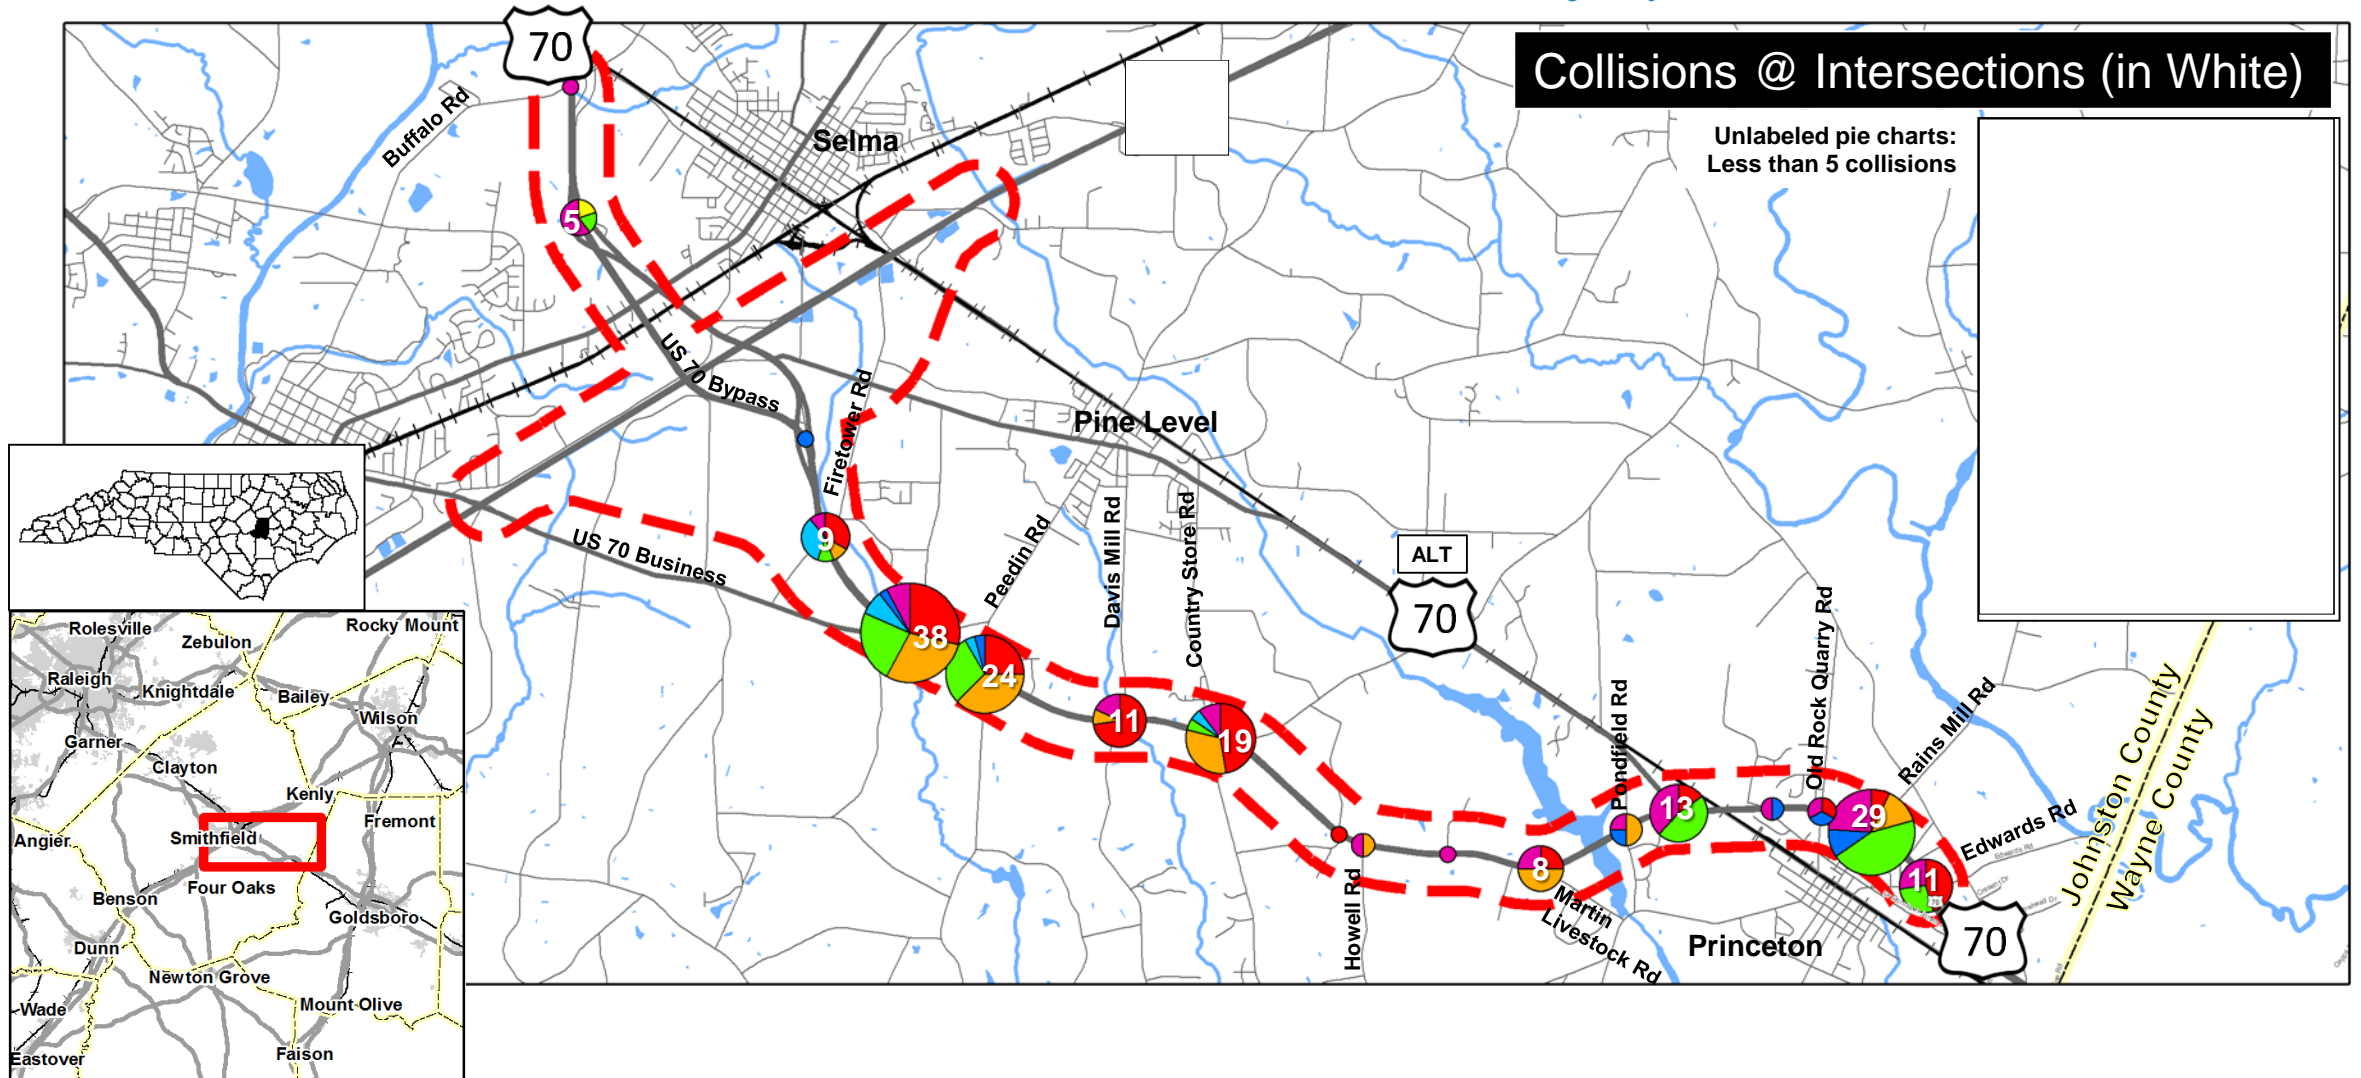 70
Collisions @ Intersections (in White)
Unlabeled pie charts:
Less than 5 collisions
Buffalo Rd
Selma
5
US 70 Bypass
Firetower Rd
Pine Level
9
US 70 Business
Peedin Rd
Davis Mill Rd
Country Store Rd
ALT
70
38
24
11
19
Howell Rd
8
Martin
Livestock Rd
Pondfield Rd
13
Old Rock Quarry Rd
29
Rains Mill Rd
Edwards Rd
Edwards Rd
11
70
Princeton
Johnston County
Wayne County
Rolesville
Zebulon
Rocky Mount
Raleigh
Knightdale
Bailey
Wilson
Garner
Clayton
Kenly
Fremont
Angier
Smithfield
Four Oaks
Benson
Goldsboro
Dunn
Newton Grove
Mount Olive
Wade
Faison
Eastover